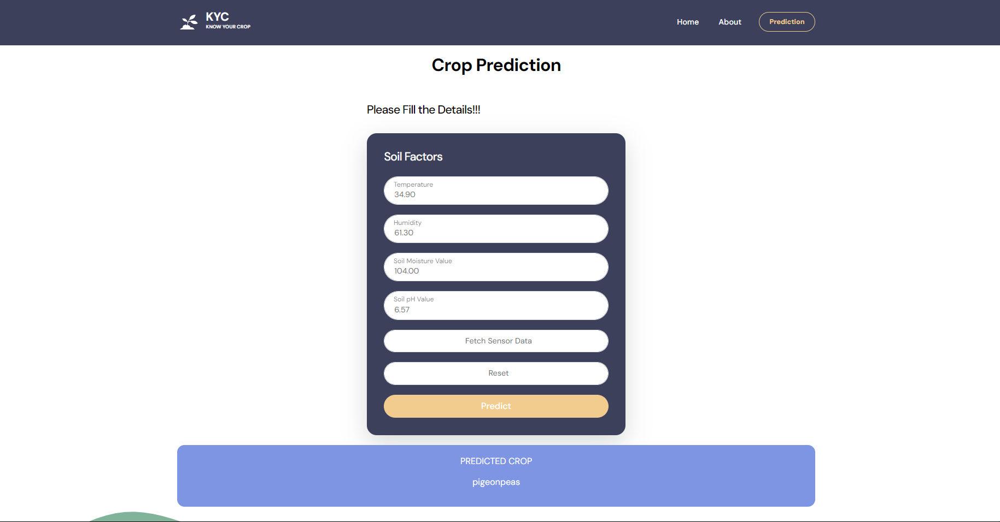 KYC
KNOW YOUR CROP
Home
About
Prediction
Crop Prediction
Please Fill the Details!!!
Soil Factors
Temperature
34.90
Humidity
61.30
Soil Moisture Value
104.00
Soil pH Value
6.57
Fetch Sensor Data
Reset
Predict
PREDICTED CROP
pigeonpeas